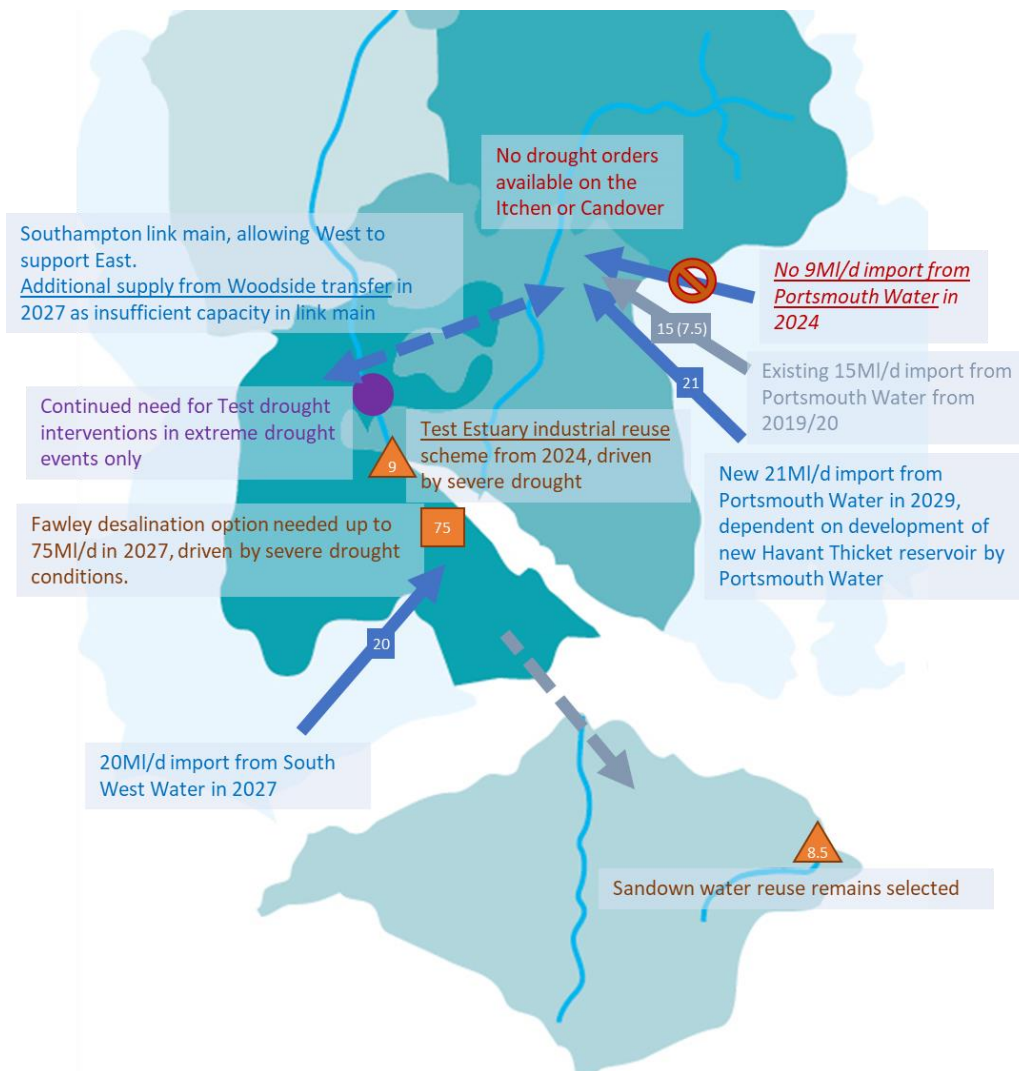 No drought orders
available on the
Itchen or Candover
Southampton link main, allowing West to
support East.
Additional supply from Woodside transfer in
2027 as insufficient capacity in link main
No 9Ml/d import from
Portsmouth Water in
2024
15 (7.5)
21
Existing 15Ml/d import from
Portsmouth Water from
2019/20
Continued need for Test drought
interventions in extreme drought
events only
Test Estuary industrial reuse
scheme from 2024, driven
by severe drought
9
New 21Ml/d import from
Portsmouth Water in 2029,
dependent on development of
new Havant Thicket reservoir by
Portsmouth Water
Fawley desalination option needed up to
75Ml/d in 2027, driven by severe drought
conditions.
75
20
20Ml/d import from South
West Water in 2027
8.5
Sandown water reuse remains selected